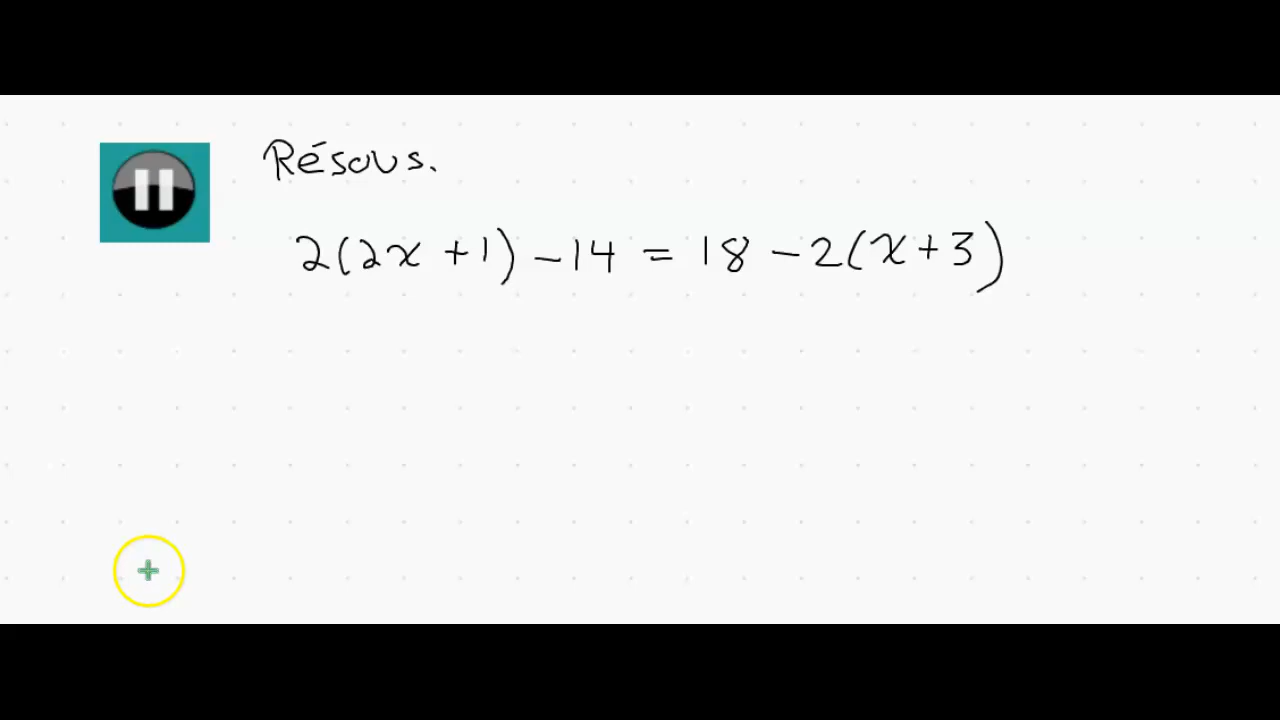 Résous.
2(2x+1)-14 = 18-2(x+3)